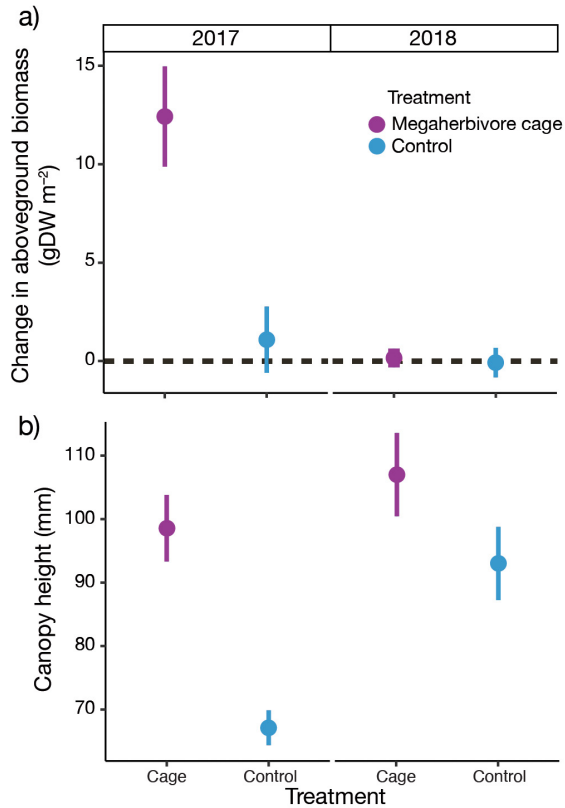 a)
2017 2018
Change in aboveground biomass
(gDW m⁻²)
15
10
5
0
Treatment
Megaherbivore cage
Control
b)
Canopy height (mm)
110
100
90
80
70
Cage Control Cage Control
Treatment